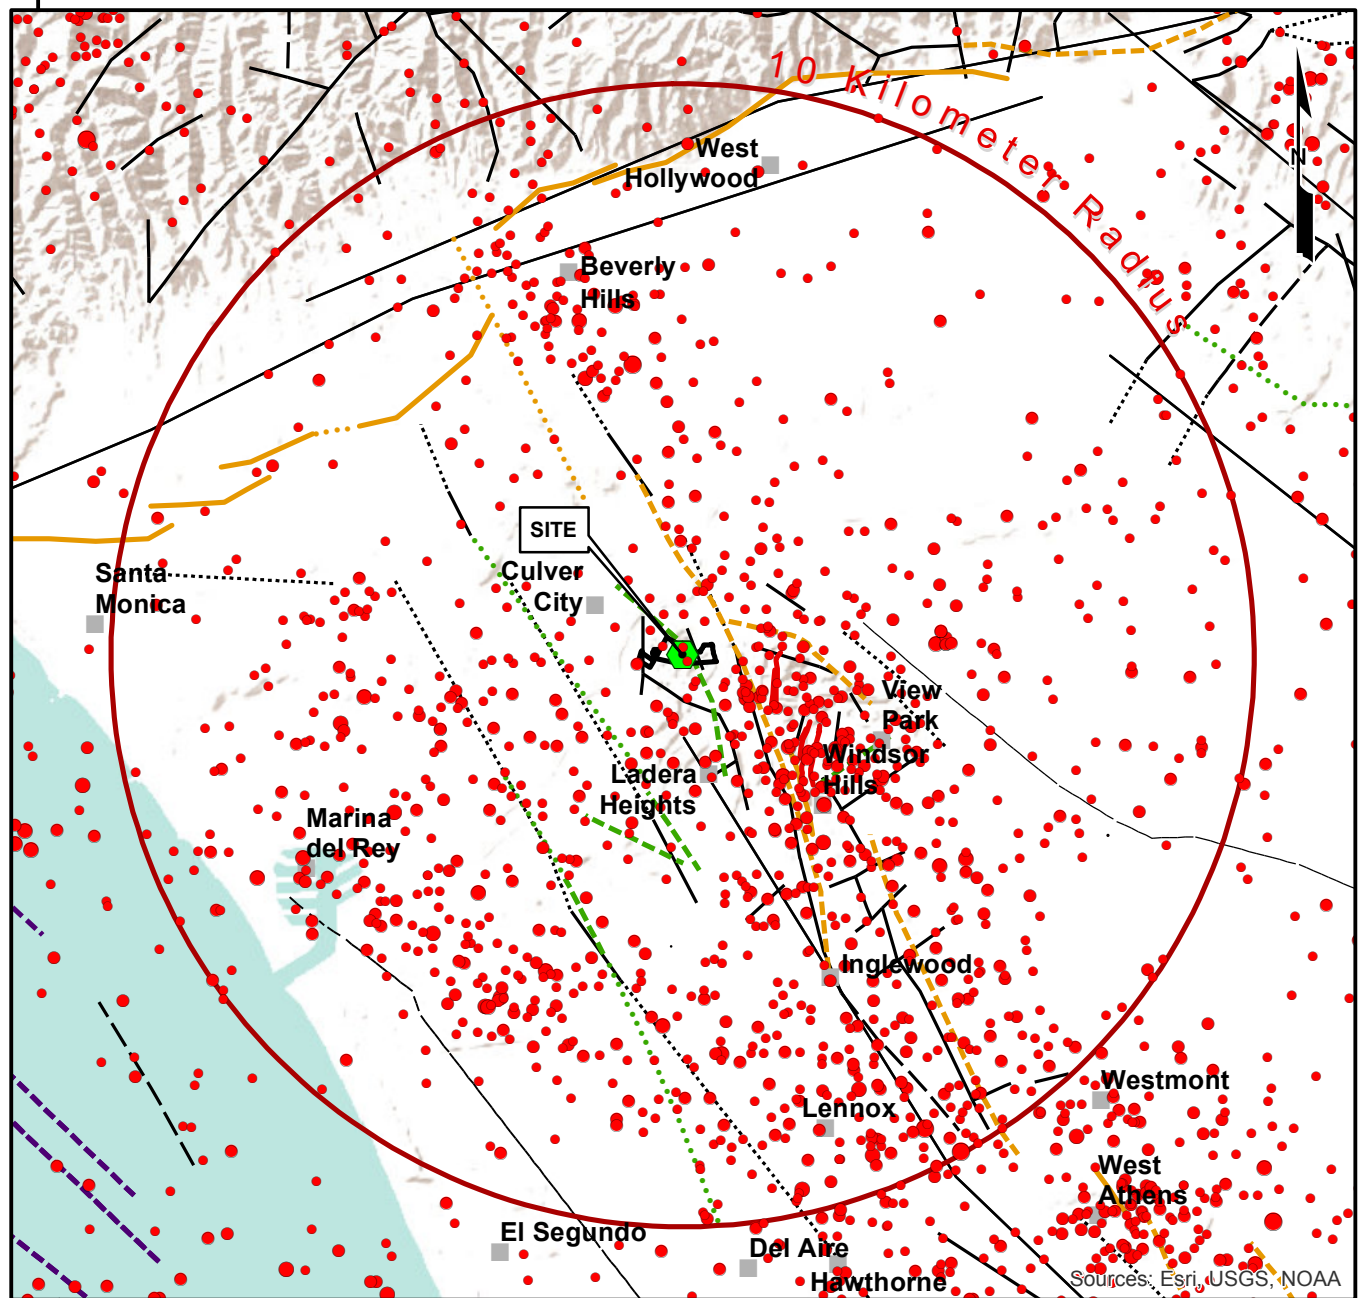 10 Kilometer Radius
N
West
Hollywood
Beverly
Hills
SITE
Culver
City
Santa
Monica
View
Park
Windsor
Hills
Ladera
Heights
Marina
del Rey
Inglewood
Westmont
Lennox
West
Athens
El Segundo
Del Aire
Hawthorne
Sources: Esri, USGS, NOAA